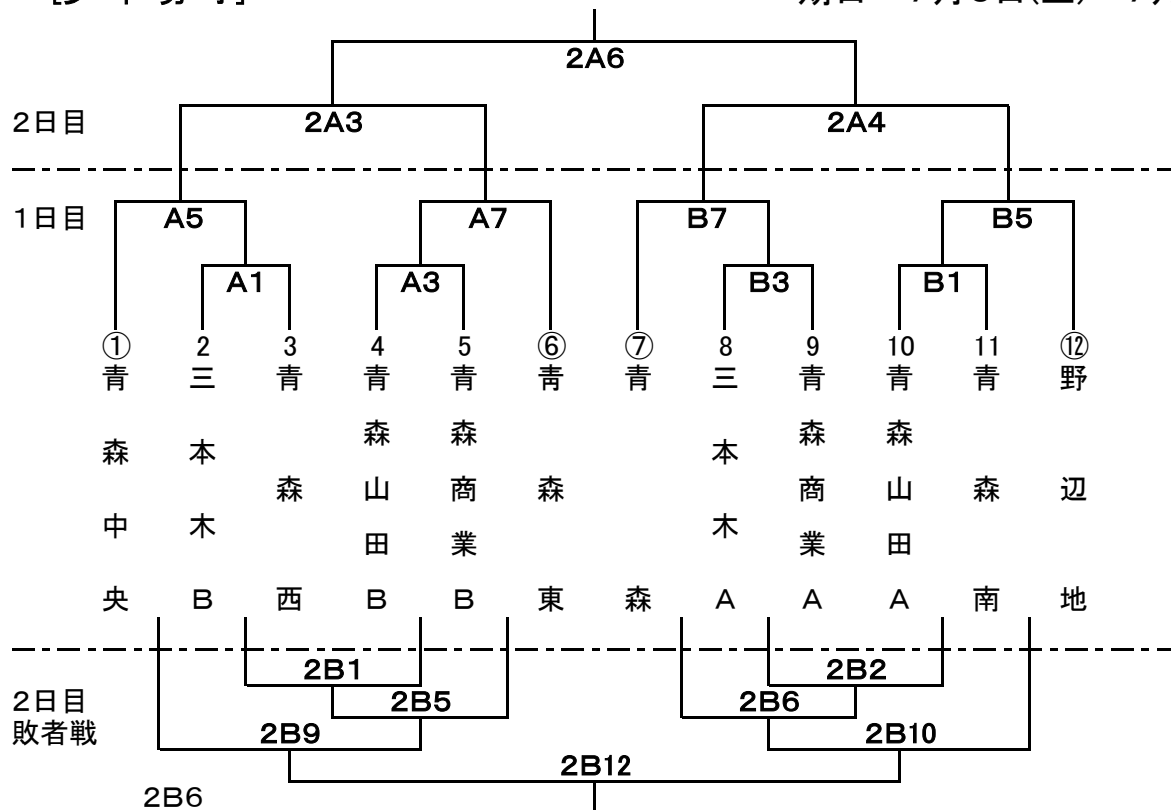 2A6
2日目
2A3
2A4
1日目
A5
A7
B7
B5
A1
A3
B3
B1
① 青森中央
2 三本木B
3 青森西
4 青森山田B
5 青森商業B
⑥ 靑森東
⑦ 青森
8 三本木A
9 青森商業A
10 青森山田A
11 青森南
⑫ 野辺地
2B1
2B2
2日目
敗者戦
2B5
2B6
2B9
2B10
2B12
2B6